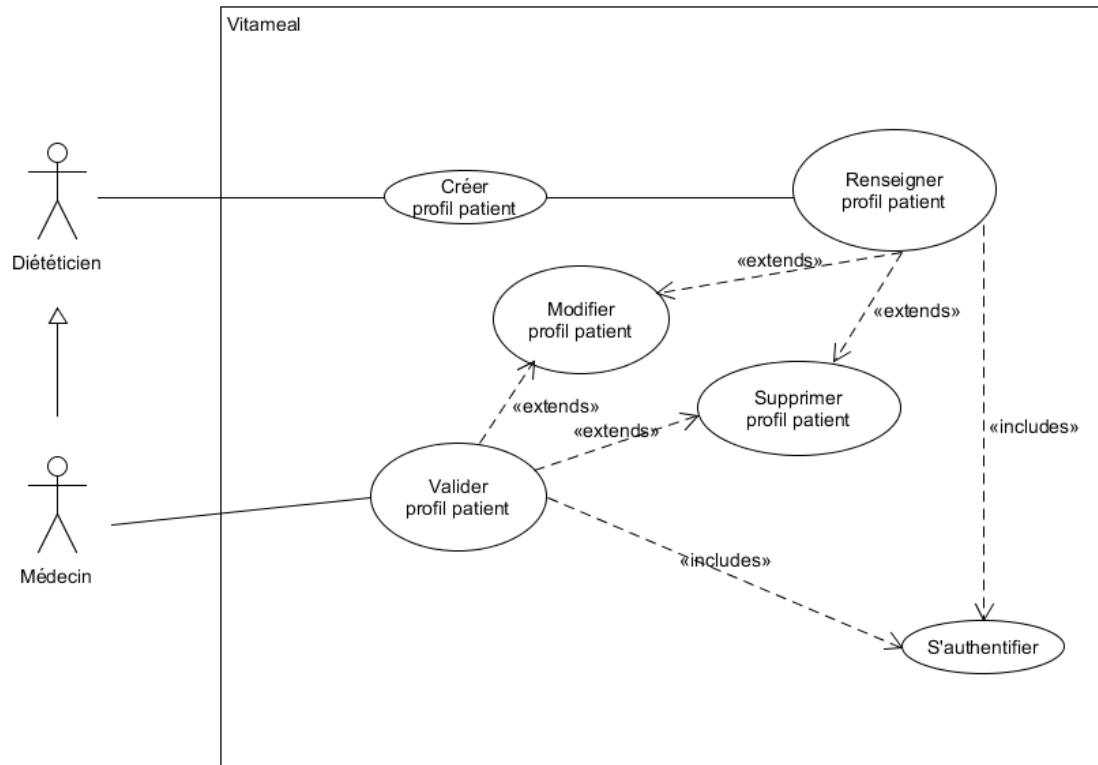 Vitameal
Créer
profil patient
Renseigner
profil patient
Diététicien
«extends»
Modifier
profil patient
«extends»
Supprimer
profil patient
«extends»
«extends»
«includes»
Valider
profil patient
Médecin
«includes»
S'authentifier